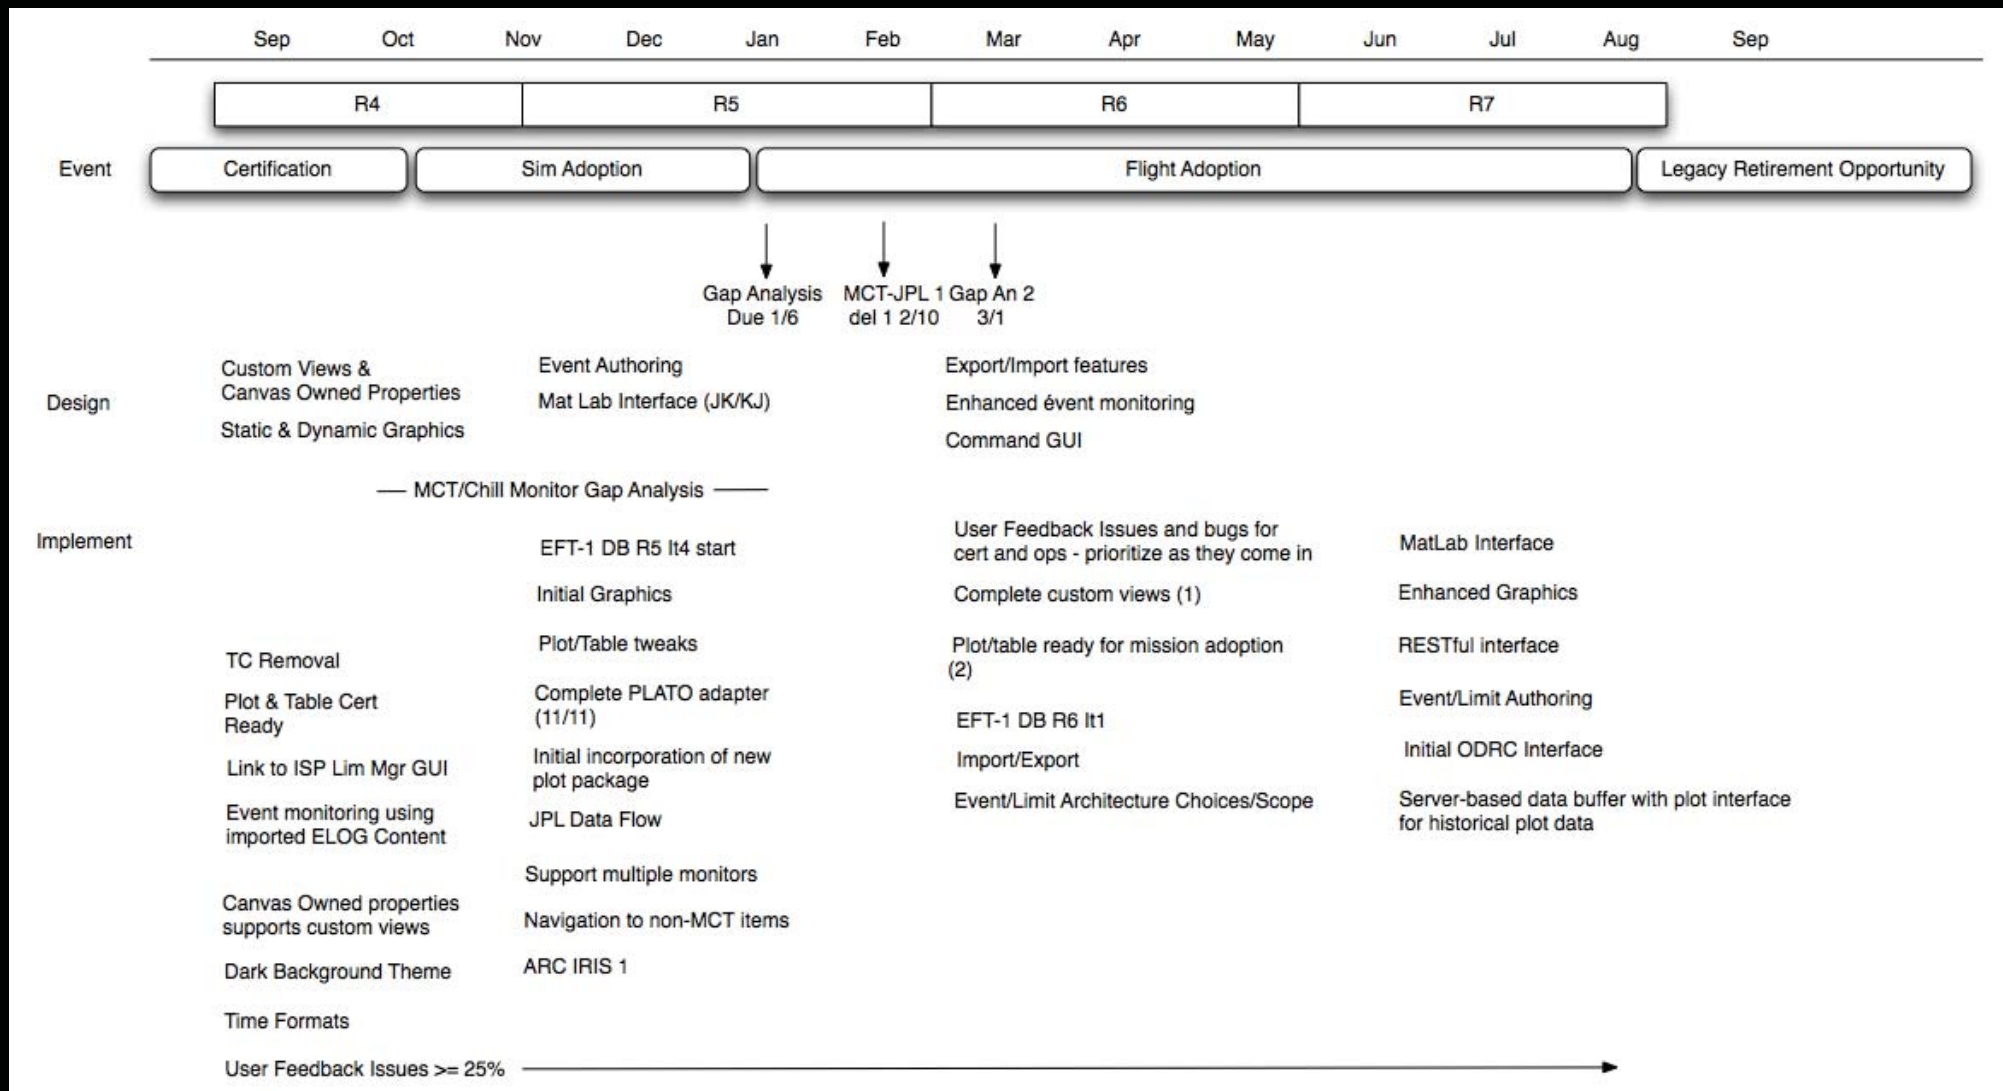 Sep Oct Nov Dec Jan Feb Mar Apr May Jun Jul Aug Sep
R4 R5 R6 R7
Event
Certification
Sim Adoption
Flight Adoption
Legacy Retirement Opportunity
Gap Analysis
Due 1/6
MCT-JPL 1
del 1 2/10
Gap An 2
3/1
Design
Custom Views &
Canvas Owned Properties
Static & Dynamic Graphics
Event Authoring
Mat Lab Interface (JK/KJ)
Export/Import features
Enhanced évent monitoring
Command GUI
MCT/Chill Monitor Gap Analysis
Implement
TC Removal
Plot & Table Cert
Ready
Link to ISP Lim Mgr GUI
Event monitoring using
imported ELOG Content
Canvas Owned properties
supports custom views
Dark Background Theme
Time Formats
User Feedback Issues >= 25%
EFT-1 DB R5 It4 start
Initial Graphics
Plot/Table tweaks
Complete PLATO adapter
(11/11)
Initial incorporation of new
plot package
JPL Data Flow
Support multiple monitors
Navigation to non-MCT items
ARC IRIS 1
User Feedback Issues and bugs for
cert and ops - prioritize as they come in
Complete custom views (1)
Plot/table ready for mission adoption
(2)
EFT-1 DB R6 It1
Import/Export
Event/Limit Architecture Choices/Scope
MatLab Interface
Enhanced Graphics
RESTful interface
Event/Limit Authoring
Initial ODRC Interface
Server-based data buffer with plot interface
for historical plot data